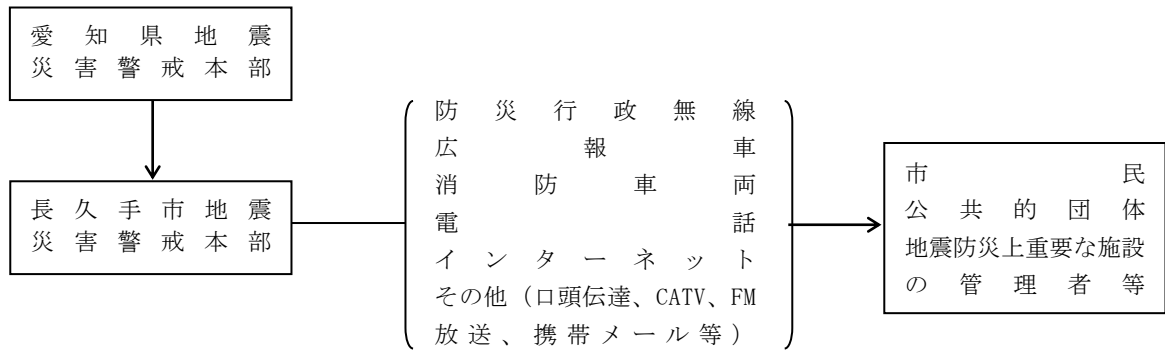 愛知県地震
災害警戒本部
長久手市地震
災害警戒本部
防災行政無線
広報車
消防車両
電話
インターネット
その他（口頭伝達、CATV、FM
放送、携帯メール等）
市民
公共的団体
地震防災上重要な施設
の管理者等